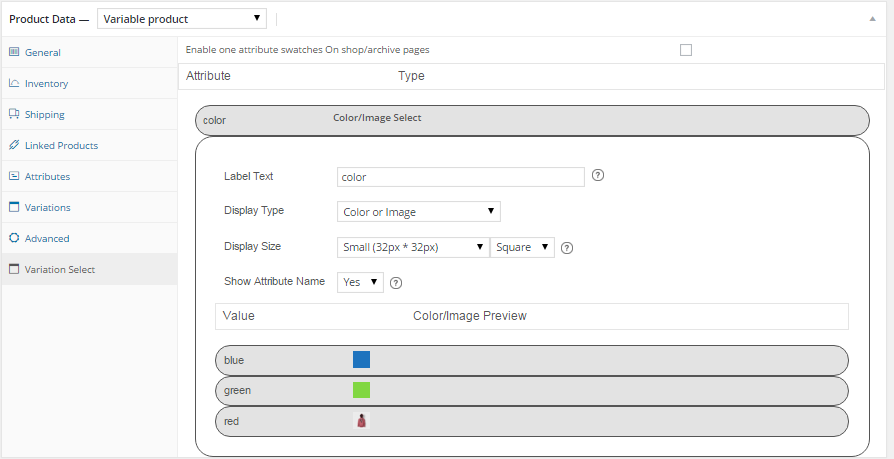 Product Data — Variable product
General
Inventory
Shipping
Linked Products
Attributes
Variations
Advanced
Variation Select
Enable one attribute swatches On shop/archive pages
Attribute Type
color Color/Image Select
Label Text color ?
Display Type Color or Image
Display Size Small (32px * 32px) Square ?
Show Attribute Name Yes ?
Value Color/Image Preview
blue
green
red